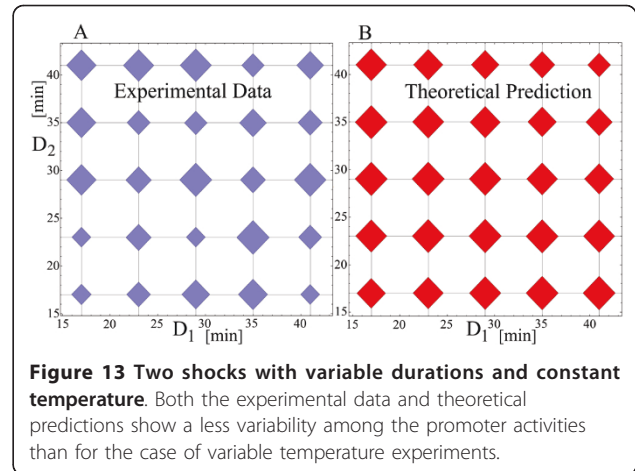 A
B
Experimental Data
Theoretical Prediction
[min]
D2
40
35
30
25
20
15
15 20 25 30 35 40
D1 [min]
40
35
30
25
20
15
15 20 25 30 35 40
D1 [min]
Figure 13 Two shocks with variable durations and constant
temperature. Both the experimental data and theoretical
predictions show a less variability among the promoter activities
than for the case of variable temperature experiments.